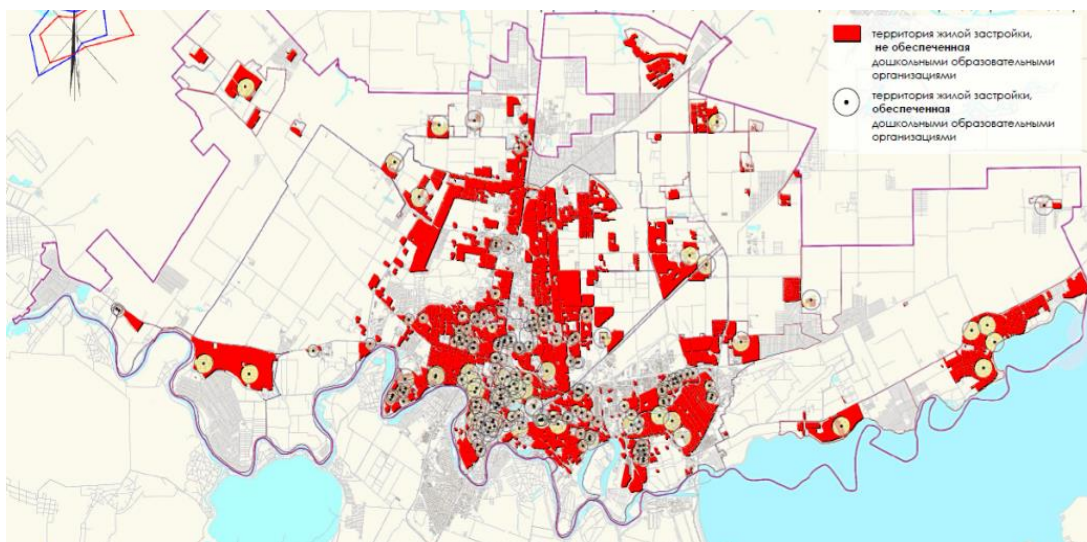 территория жилой застройки,
не обеспеченная
дошкольными образовательными
организациями
территория жилой застройки,
обеспеченная
дошкольными образовательными
организациями